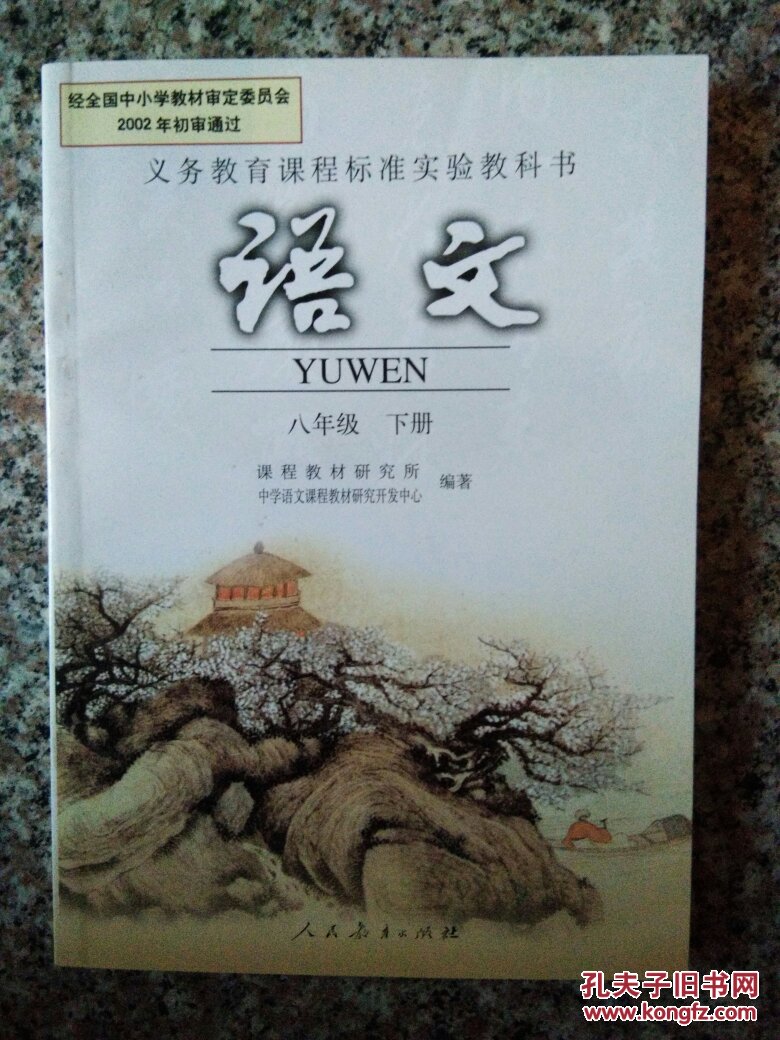 经全国中小学教材审定委员会
2002年初审通过
义务教育课程标准实验教科书
语文
YUWEN
八年级 下册
课程教材研究所
中学语文课程教材研究开发中心
编著
人民教育出版社
孔夫子旧书网
www.kongfz.com